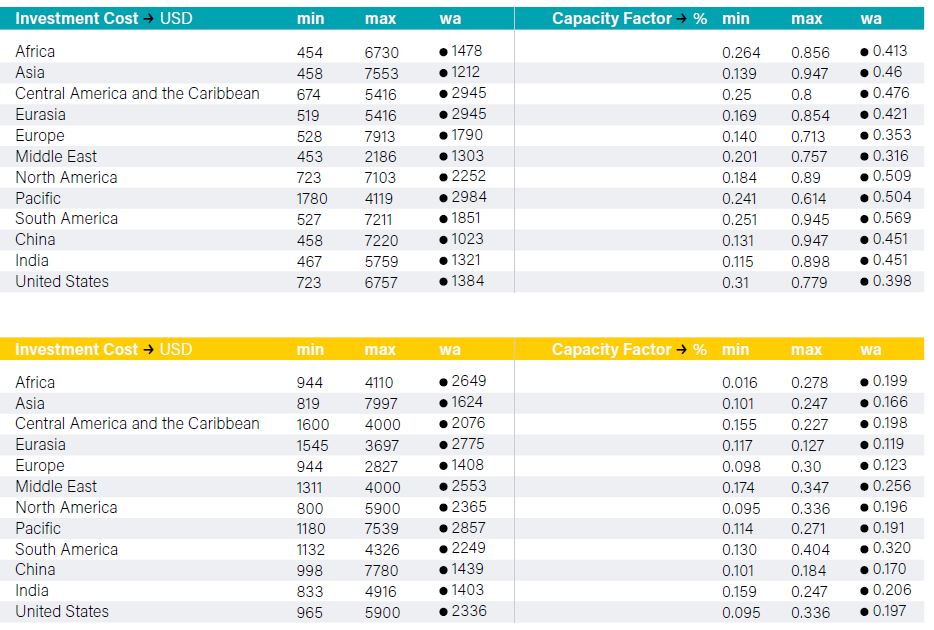 Investment Cost → USD min max wa Capacity Factor → % min max wa
Africa 454 6730 ● 1478 0.264 0.856 ● 0.413
Asia 458 7553 ● 1212 0.139 0.947 ● 0.46
Central America and the Caribbean 674 5416 ● 2945 0.25 0.8 ● 0.476
Eurasia 519 5416 ● 2945 0.169 0.854 ● 0.421
Europe 528 7913 ● 1790 0.140 0.713 ● 0.353
Middle East 453 2186 ● 1303 0.201 0.757 ● 0.316
North America 723 7103 ● 2252 0.184 0.89 ● 0.509
Pacific 1780 4119 ● 2984 0.241 0.614 ● 0.504
South America 527 7211 ● 1851 0.251 0.945 ● 0.569
China 458 7220 ● 1023 0.131 0.947 ● 0.451
India 467 5759 ● 1321 0.115 0.898 ● 0.451
United States 723 6757 ● 1384 0.31 0.779 ● 0.398
Investment Cost → USD min max wa Capacity Factor → % min max wa
Africa 944 4110 ● 2649 0.016 0.278 ● 0.199
Asia 819 7997 ● 1624 0.101 0.247 ● 0.166
Central America and the Caribbean 1600 4000 ● 2076 0.155 0.227 ● 0.198
Eurasia 1545 3697 ● 2775 0.117 0.127 ● 0.119
Europe 944 2827 ● 1408 0.098 0.30 ● 0.123
Middle East 1311 4000 ● 2553 0.174 0.347 ● 0.256
North America 800 5900 ● 2365 0.095 0.336 ● 0.196
Pacific 1180 7539 ● 2857 0.114 0.271 ● 0.191
South America 1132 4326 ● 2249 0.130 0.404 ● 0.320
China 998 7780 ● 1439 0.101 0.184 ● 0.170
India 833 4916 ● 1403 0.159 0.247 ● 0.206
United States 965 5900 ● 2336 0.095 0.336 ● 0.197